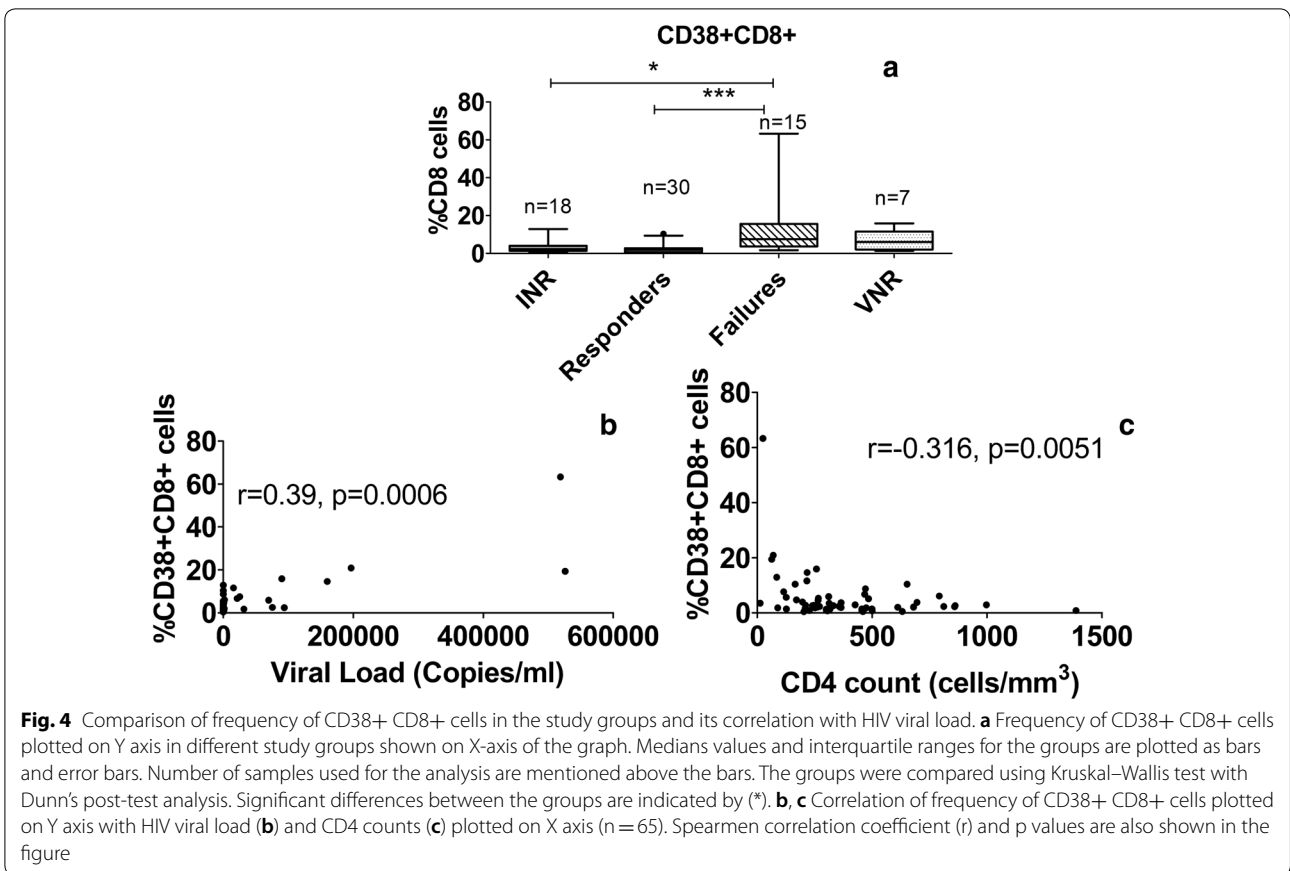 CD38+CD8+
a
*
***
80
60
40
20
0
%CD8 cells
n=18
n=30
n=15
n=7
INR
Responders
Failures
VNR
b
%CD38+CD8+ cells
80
60
40
20
0
r=0.39, p=0.0006
0 200000 400000 600000
Viral Load (Copies/ml)
c
%CD38+CD8+ cells
80
60
40
20
0
r=-0.316, p=0.0051
0 500 1000 1500
CD4 count (cells/mm³)
Fig. 4 Comparison of frequency of CD38+ CD8+ cells in the study groups and its correlation with HIV viral load. a Frequency of CD38+ CD8+ cells
plotted on Y axis in different study groups shown on X-axis of the graph. Medians values and interquartile ranges for the groups are plotted as bars
and error bars. Number of samples used for the analysis are mentioned above the bars. The groups were compared using Kruskal–Wallis test with
Dunn's post-test analysis. Significant differences between the groups are indicated by (*). b, c Correlation of frequency of CD38+ CD8+ cells plotted
on Y axis with HIV viral load (b) and CD4 counts (c) plotted on X axis (n=65). Spearmen correlation coefficient (r) and p values are also shown in the
figure